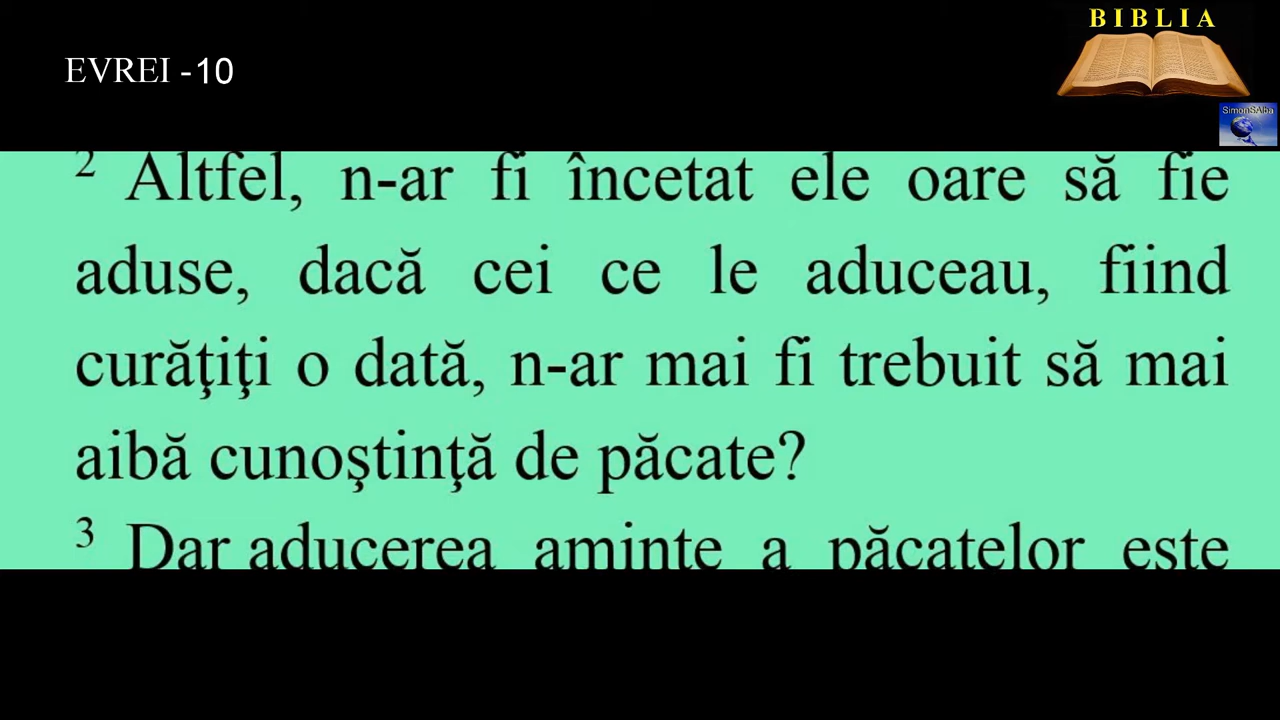 BIBLIA
EVREI -10
SimonSAlba
2 Altfel, n-ar fi încetat ele oare să fie
aduse, dacă cei ce le aduceau, fiind
curăţiţi o dată, n-ar mai fi trebuit să mai
aibă cunoştinţă de păcate?
3 Dar aducerea aminte a păcatelor este